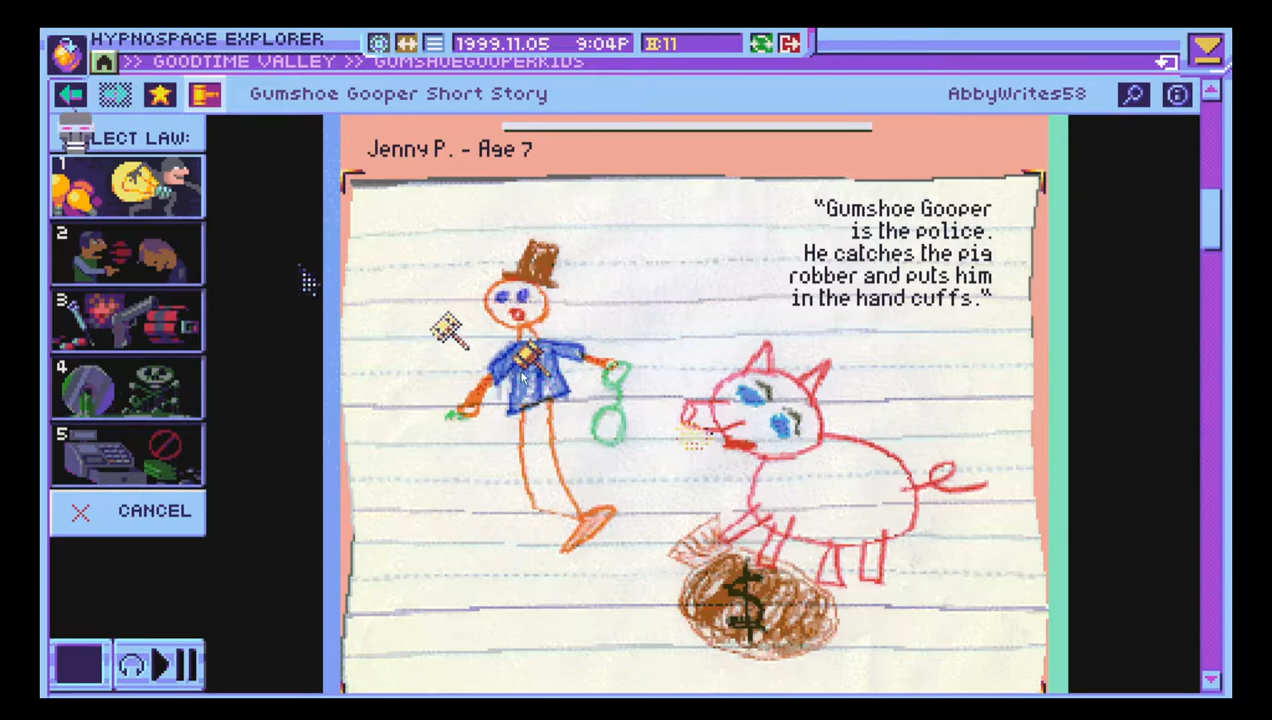 HYPNOSPACE EXPLORER
1999.11.05 9:04P
:11
>> GOODTIME VALLEY >> GUMSHOEGOOPERKIDS
Gumshoe Gooper Short Story
AbbyWrites58
LECT LAW:
1
2
3
4
5
CANCEL
Jenny P. - Age 7
"Gumshoe Gooper
is the police.
He catches the pig
robber and puts him
in the hand cuffs."
$